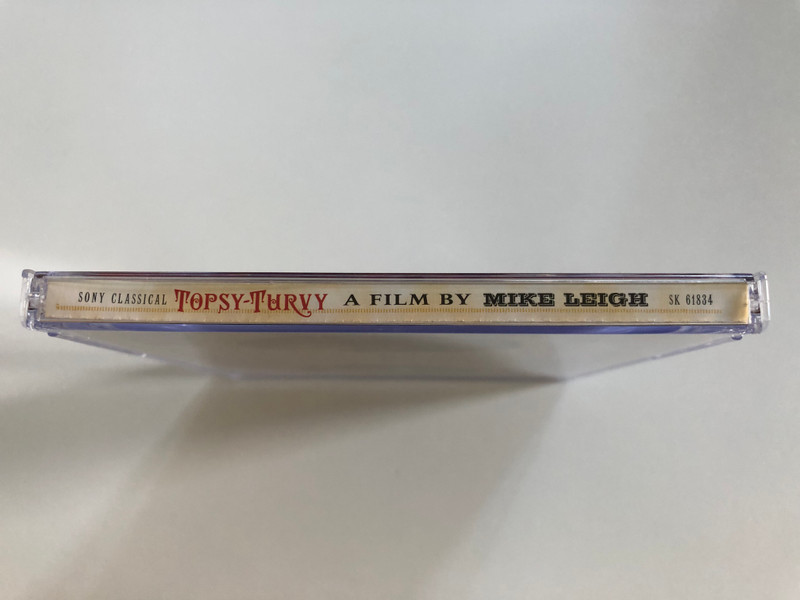 SONY CLASSICAL TOPSY-TURVY A FILM BY MIKE LEIGH SK 61834